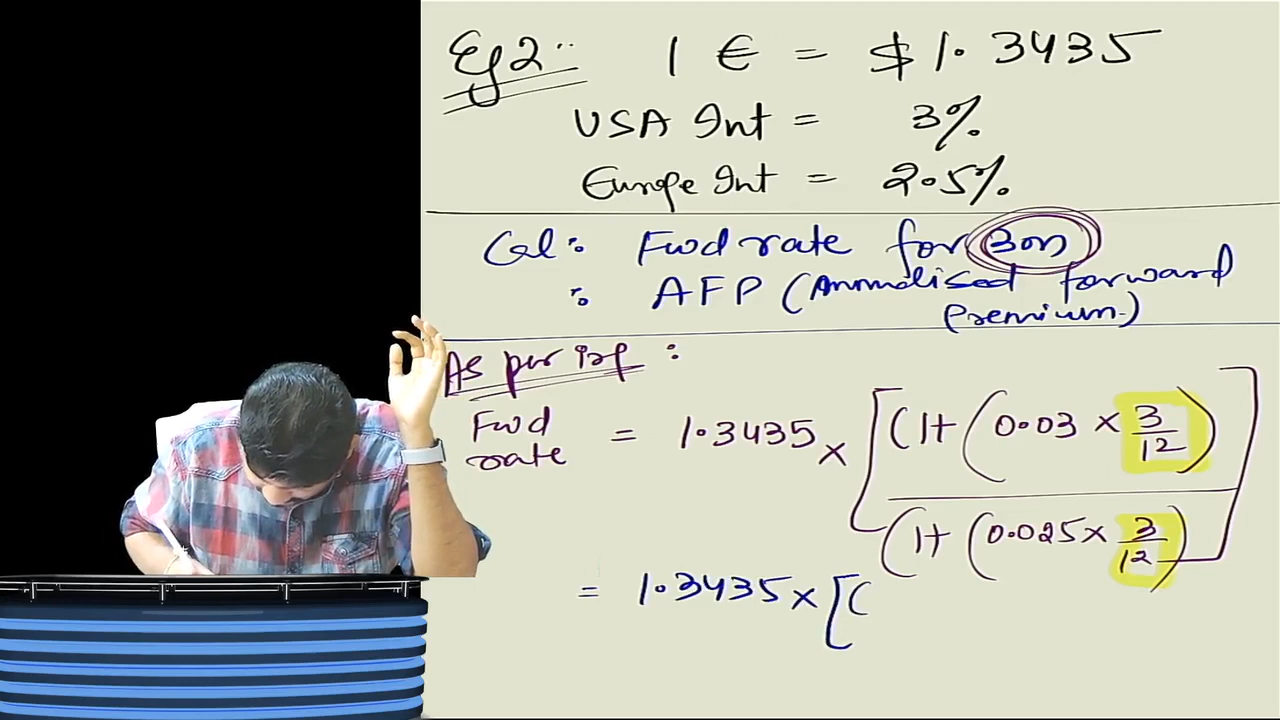 Eg 2 :
1 € = $ 1.3435
USA Int = 3%
Europe Int = 2.5%
Cal : Fwd rate for 3m
: AFP (Annualised forward
Premium)
As per IRP :
Fwd rate = 1.3435 × [(1+(0.03 × 3/12)) / (1+(0.025 × 3/12))]
= 1.3435 × [(